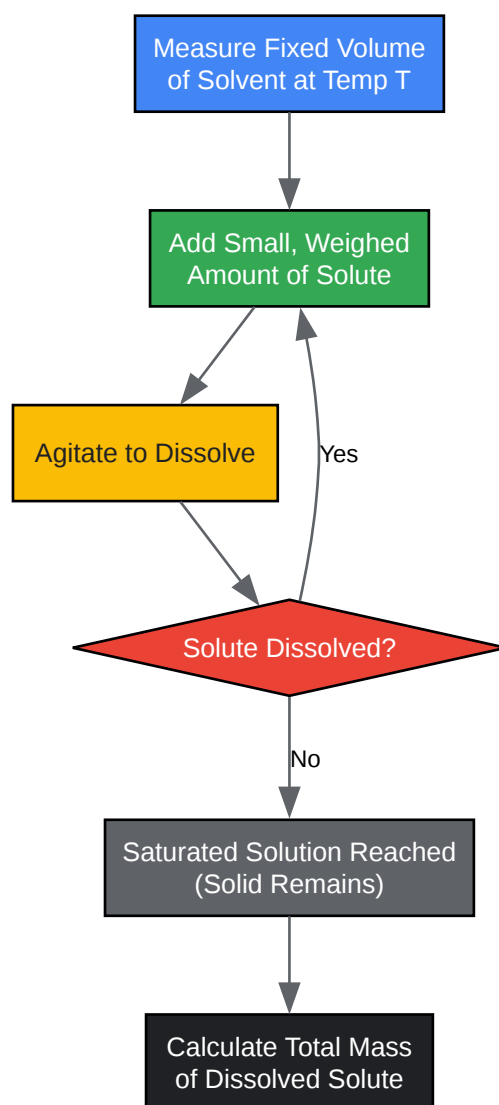 Measure Fixed Volume
of Solvent at Temp T
Add Small, Weighed
Amount of Solute
Agitate to Dissolve
Yes
Solute Dissolved?
No
Saturated Solution Reached
(Solid Remains)
Calculate Total Mass
of Dissolved Solute